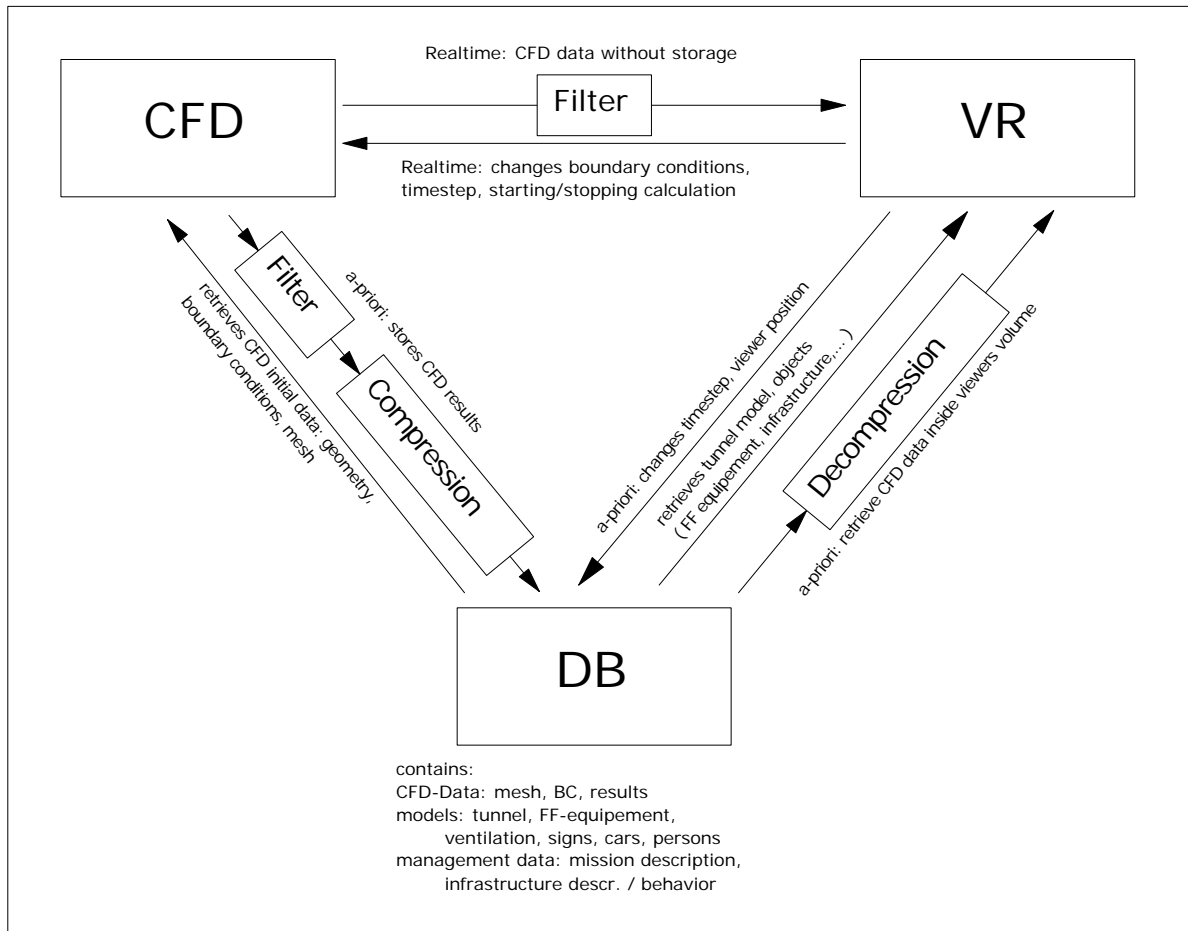 Realtime: CFD data without storage
CFD
Filter
VR
Realtime: changes boundary conditions,
timestep, starting/stopping calculation
Filter
a-priori: stores CFD results
Compression
retrieves CFD initial data: geometry,
boundary conditions, mesh
a-priori: changes timestep, viewer position
retrieves tunnel model, objects
( FF equipement, infrastructure,... )
Decompression
a-priori: retrieve CFD data inside viewers volume
DB
contains:
CFD-Data: mesh, BC, results
models: tunnel, FF-equipement,
ventilation, signs, cars, persons
management data: mission description,
infrastructure descr. / behavior